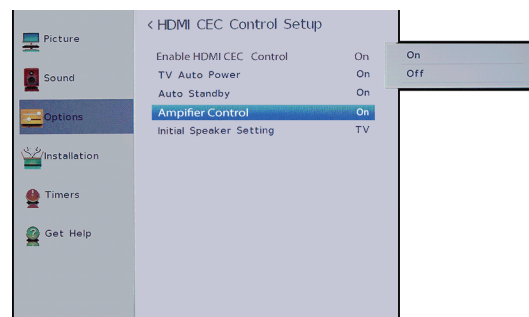 Picture
Sound
Options
Installation
Timers
Get Help
< HDMI CEC Control Setup
Enable HDMI CEC Control On
TV Auto Power On
Auto Standby On
Ampifier Control On
Initial Speaker Setting TV
On
Off